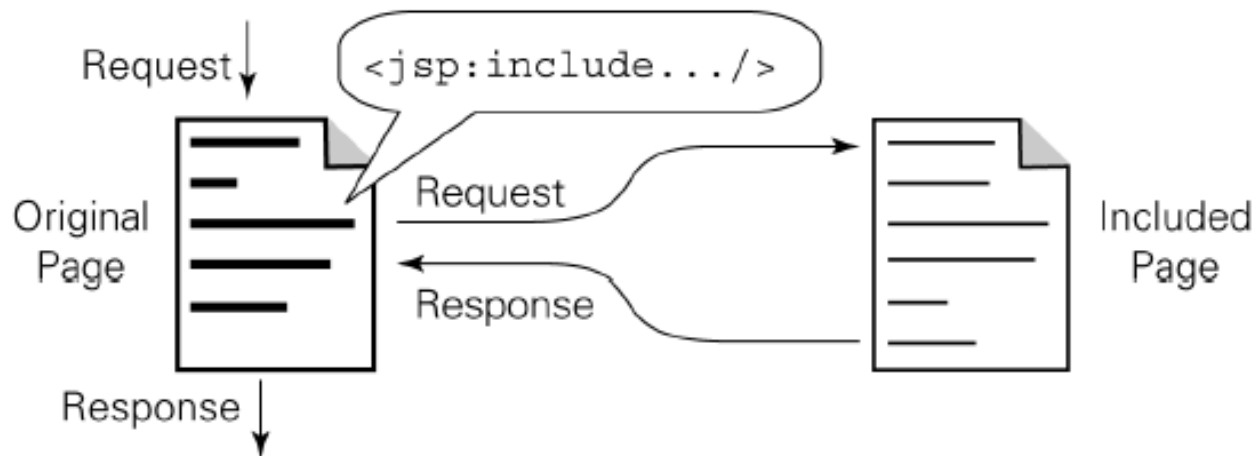 Request
<jsp:include.../>
Original
Page
Request
Response
Included
Page
Response